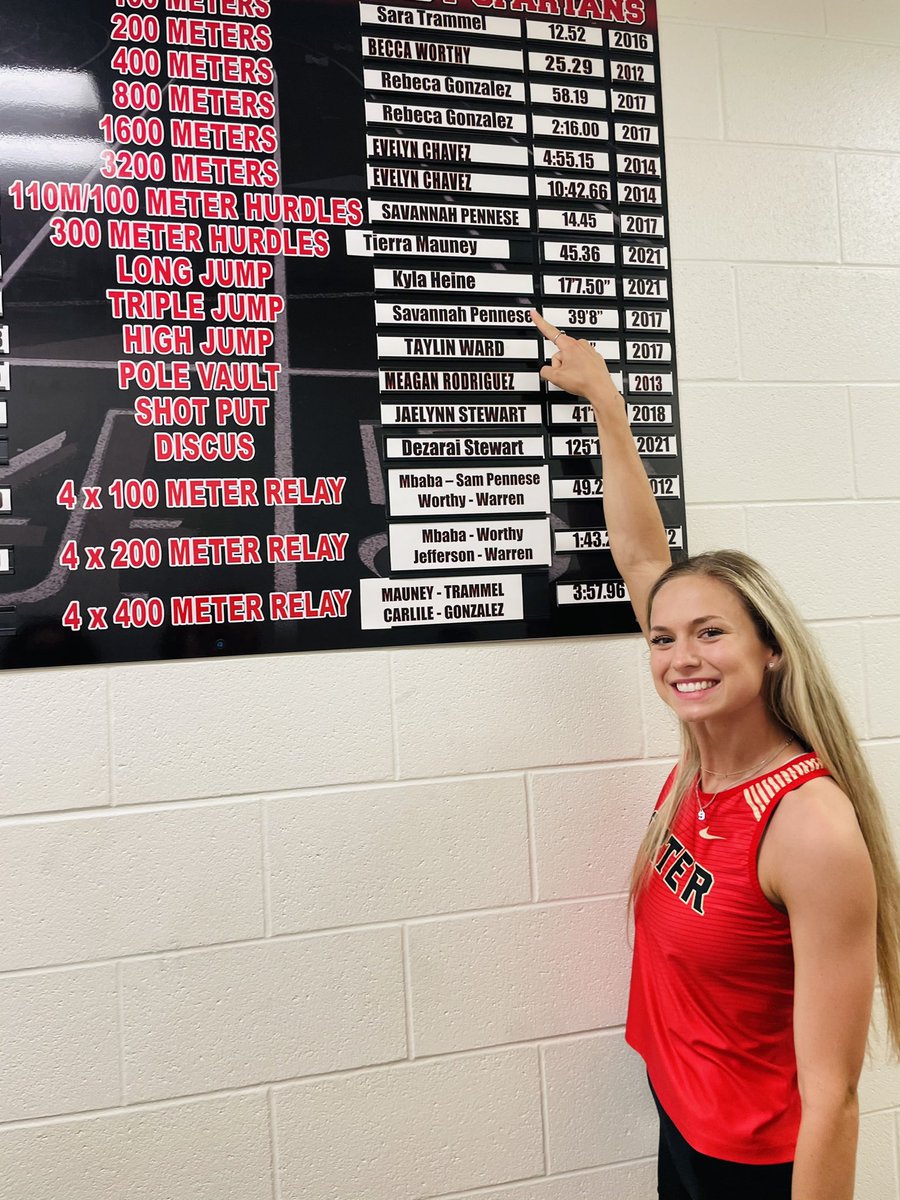 100 METERS Sara Trammel 12.52 2016
200 METERS BECCA WORTHY 25.29 2012
400 METERS Rebeca Gonzalez 58.19 2017
800 METERS Rebeca Gonzalez 2:16.00 2017
1600 METERS EVELYN CHAVEZ 4:55.15 2014
3200 METERS EVELYN CHAVEZ 10:42.66 2014
110M/100 METER HURDLES SAVANNAH PENNESE 14.45 2017
300 METER HURDLES Tierra Mauney 45.36 2021
LONG JUMP Kyla Heine 177.50" 2021
TRIPLE JUMP Savannah Pennese 39'8" 2017
HIGH JUMP TAYLIN WARD 2017
POLE VAULT MEAGAN RODRIGUEZ 2013
SHOT PUT JAELYNN STEWART 2018
DISCUS Dezarai Stewart 2021
4 x 100 METER RELAY Mbaba – Sam Pennese
Worthy - Warren
4 x 200 METER RELAY Mbaba - Worthy
Jefferson - Warren
4 x 400 METER RELAY MAUNEY - TRAMMEL 3:57.96
CARLILE - GONZALEZ